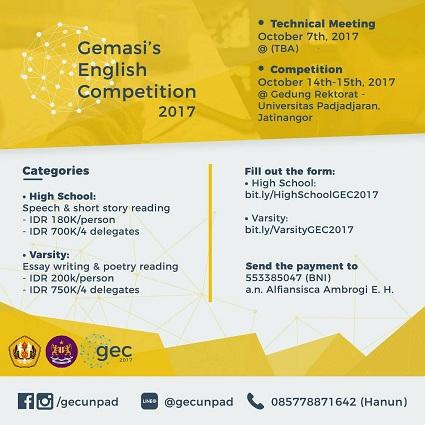 Gemasi's
English
Competition
2017
• Technical Meeting
October 7th, 2017
@ (TBA)
• Competition
October 14th-15th, 2017
@ Gedung Rektorat -
Universitas Padjadjaran,
Jatinangor
Categories
• High School:
Speech & short story reading
- IDR 180K/person
- IDR 700K/4 delegates
• Varsity:
Essay writing & poetry reading
- IDR 200k/person
- IDR 750K/4 delegates
Fill out the form:
• High School:
bit.ly/HighSchoolGEC2017
• Varsity:
bit.ly/VarsityGEC2017
Send the payment to
553385047 (BNI)
a.n. Alfiansisca Ambrogi E. H.
gec
2017
/gecunpad
LINE@
@gecunpad
085778871642 (Hanun)